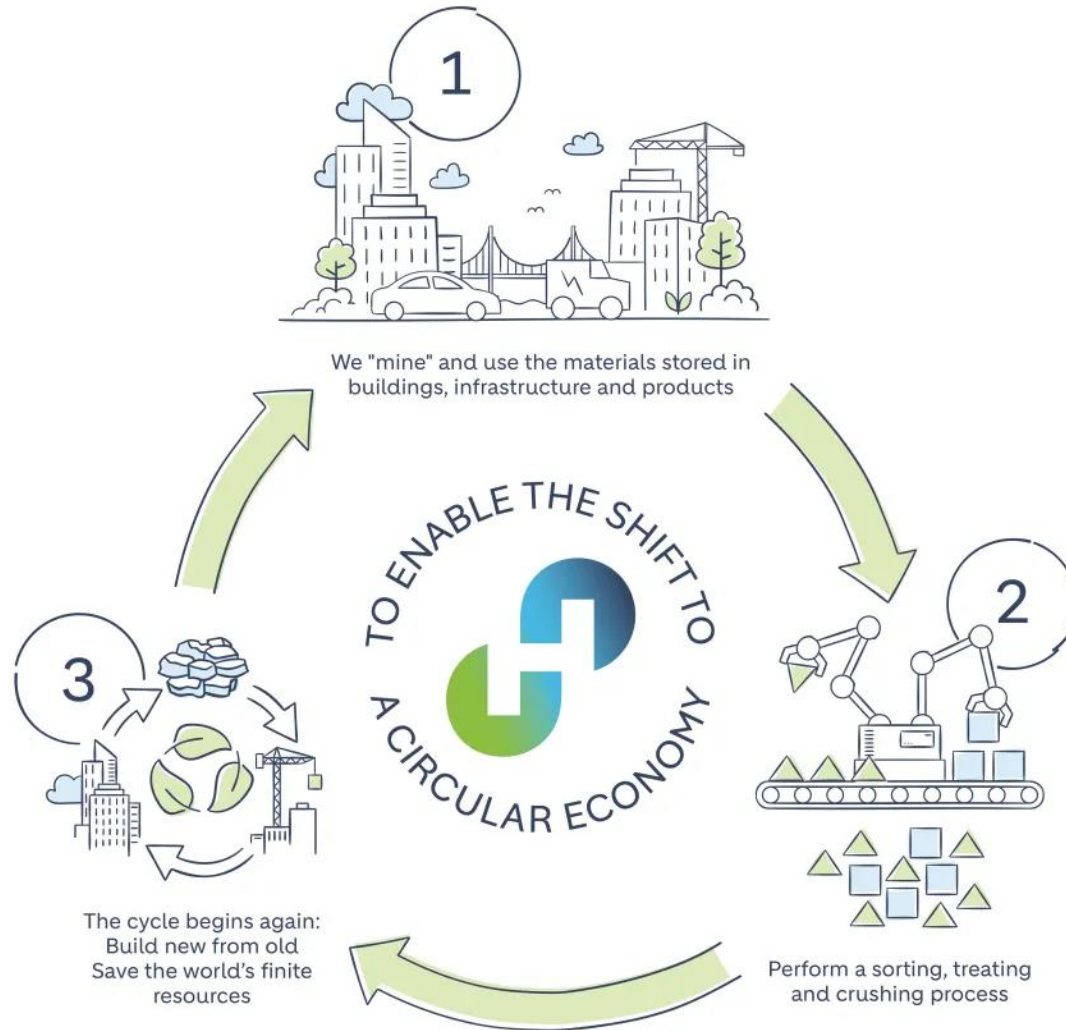 1
We "mine" and use the materials stored in
buildings, infrastructure and products
TO ENABLE THE SHIFT TO
A CIRCULAR ECONOMY
2
Perform a sorting, treating
and crushing process
3
The cycle begins again:
Build new from old
Save the world’s finite
resources